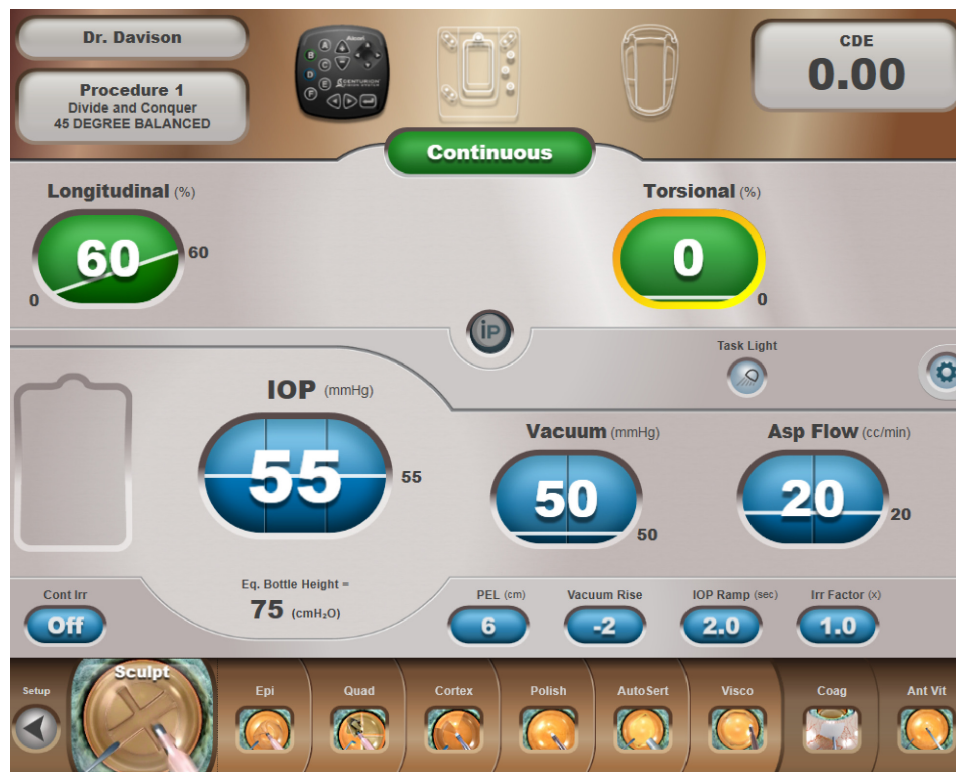 Dr. Davison
Procedure 1
Divide and Conquer
45 DEGREE BALANCED
Alcon
A
B
C
D
E
F
CENTURION
CDE
0.00
Continuous
Longitudinal (%)
60
0
60
Torsional (%)
0
0
iP
Task Light
IOP (mmHg)
55
55
Vacuum (mmHg)
50
50
Asp Flow (cc/min)
20
20
Eq. Bottle Height =
75 (cmH₂O)
Cont Irr
Off
PEL (cm)
6
Vacuum Rise
-2
IOP Ramp (sec)
2.0
Irr Factor (x)
1.0
Setup
Sculpt
Epi
Quad
Cortex
Polish
AutoSert
Visco
Coag
Ant Vit